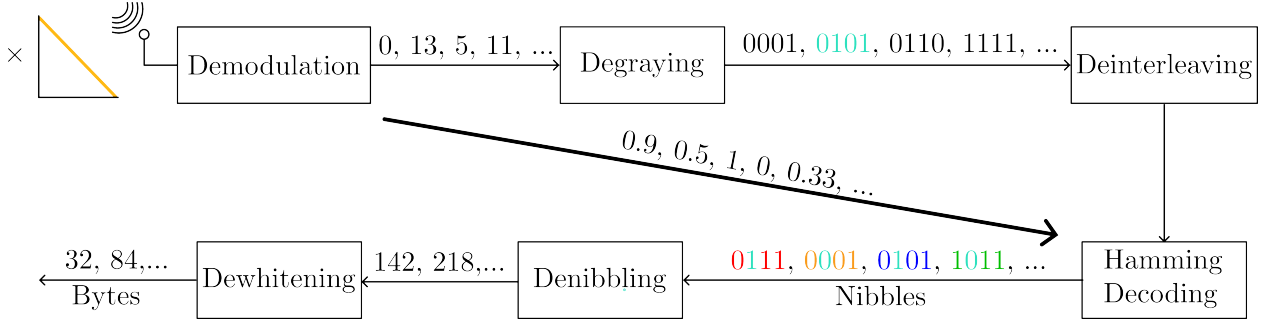 ×
Demodulation
0, 13, 5, 11, ...
Degraying
0001, 0101, 0110, 1111, ...
Deinterleaving
0.9, 0.5, 1, 0, 0.33, ...
32, 84,...
Bytes
Dewhitening
142, 218,...
Denibbling
0111, 0001, 0101, 1011, ...
Nibbles
Hamming
Decoding